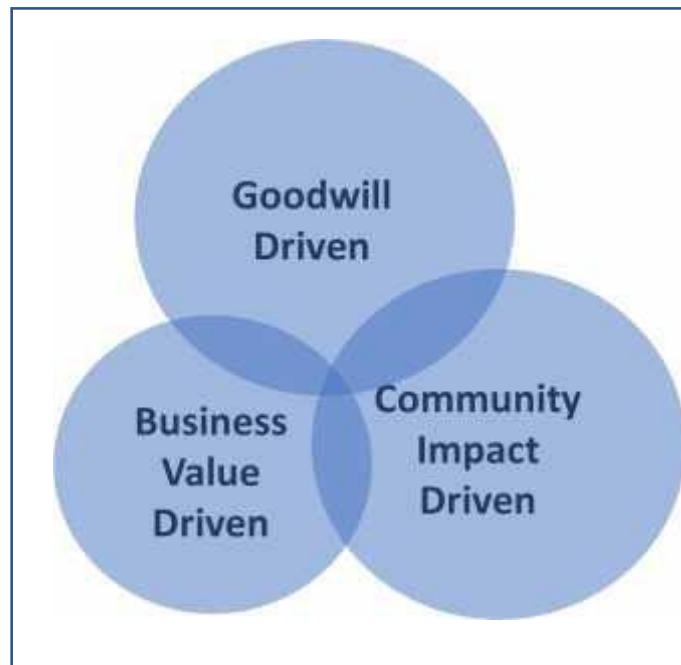 Goodwill
Driven
Business
Value
Driven
Community
Impact
Driven